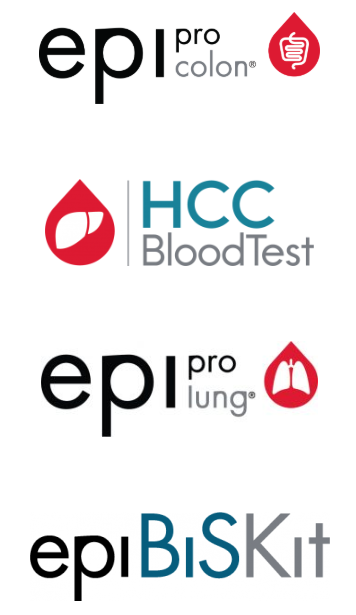 epi pro colon®
HCC
BloodTest
epi pro lung®
epiBiSKit